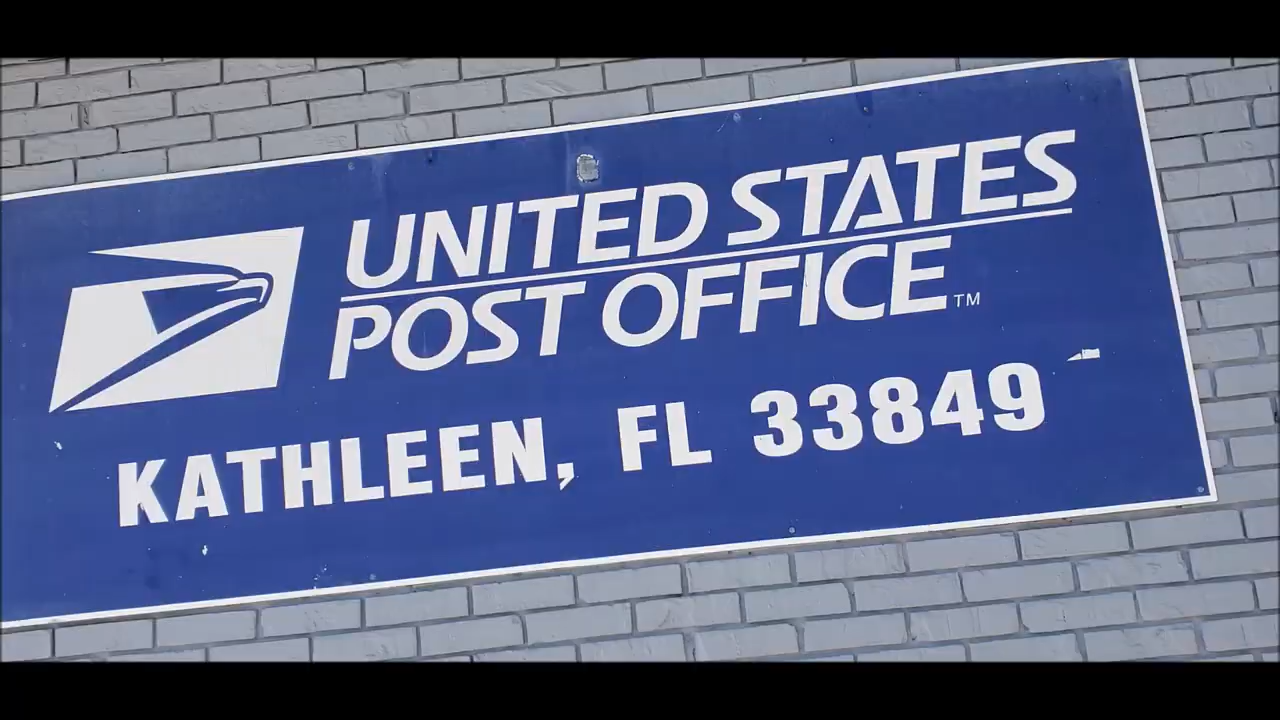 UNITED STATES
POST OFFICE™
KATHLEEN, FL 33849